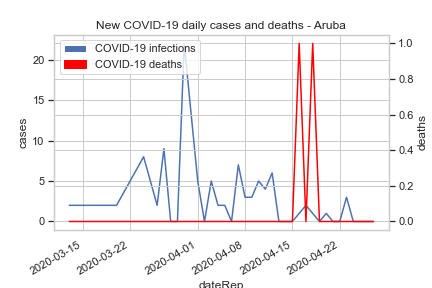 New COVID-19 daily cases and deaths - Aruba
COVID-19 infections
COVID-19 deaths
cases
20
15
10
5
0
deaths
1.0
0.8
0.6
0.4
0.2
0.0
2020-03-15
2020-03-22
2020-04-01
2020-04-08
2020-04-15
2020-04-22
dateRep